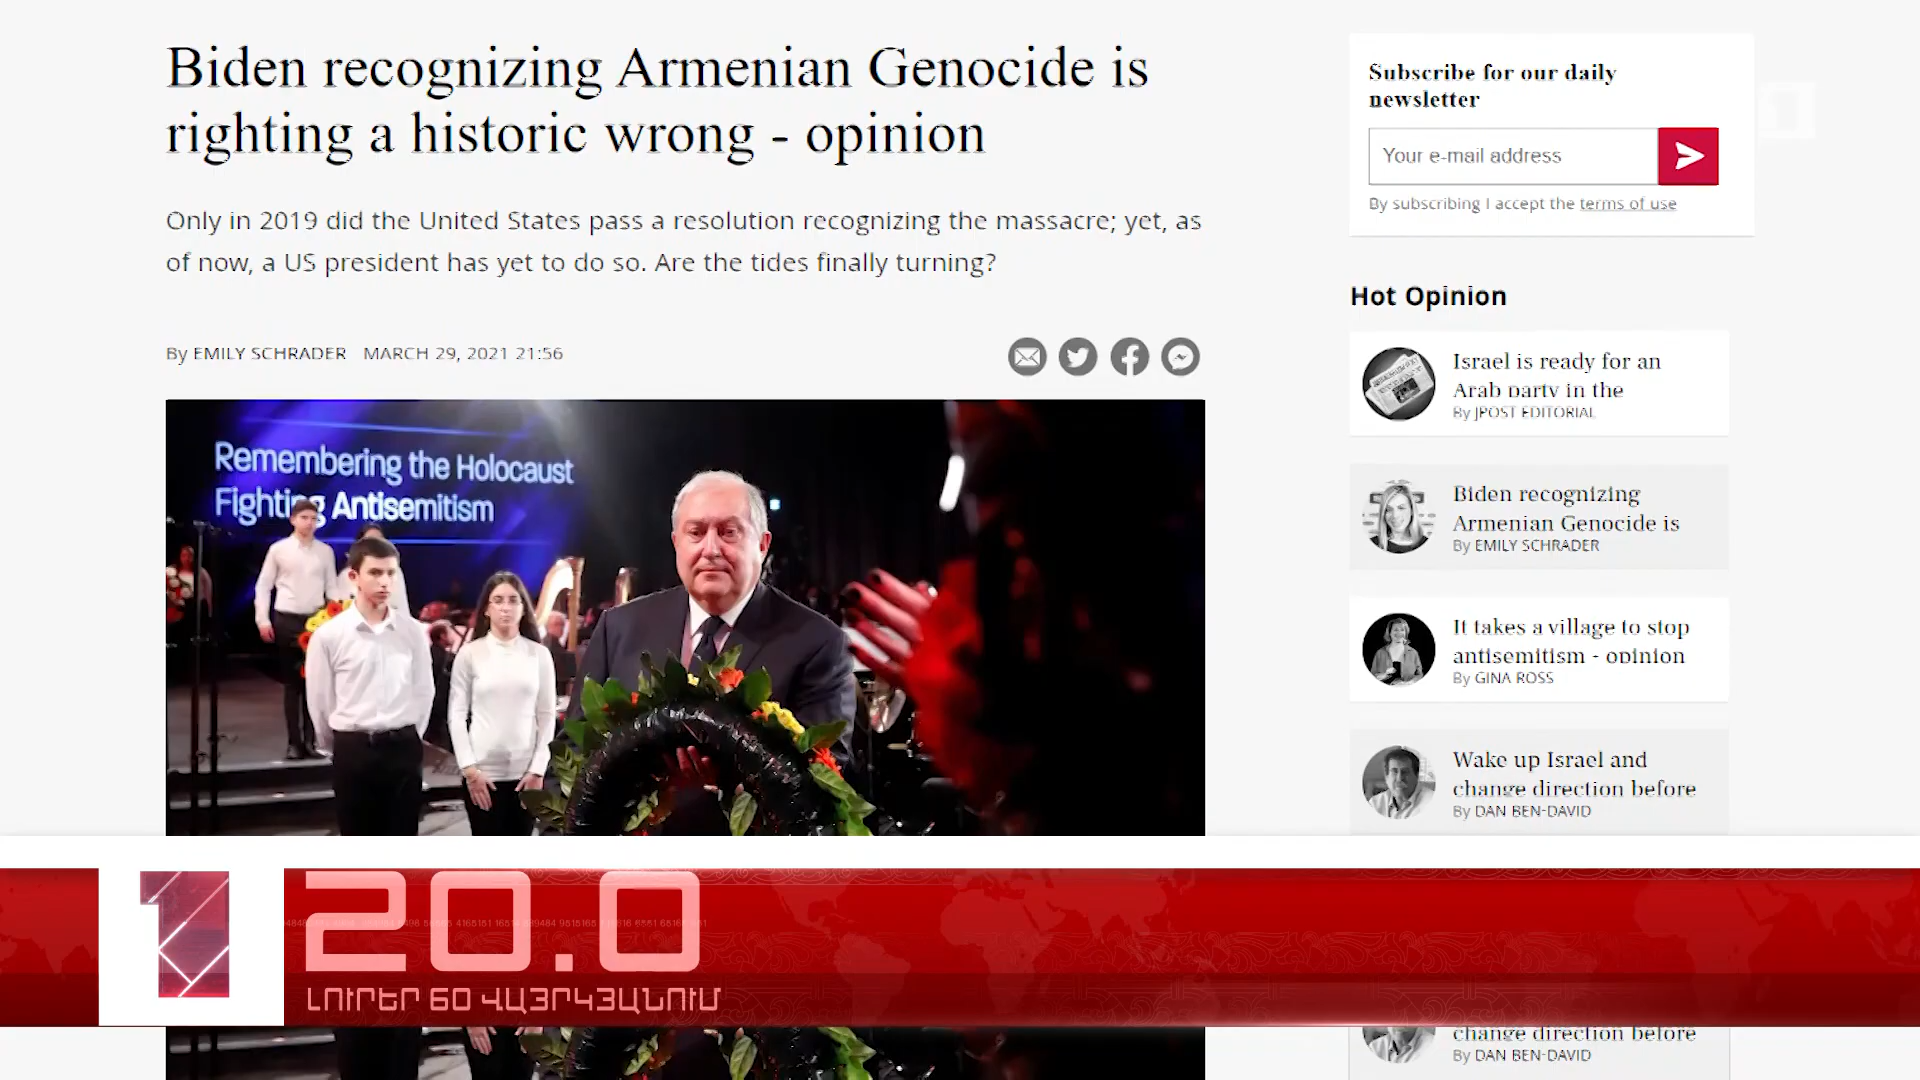 Biden recognizing Armenian Genocide is
righting a historic wrong - opinion
Only in 2019 did the United States pass a resolution recognizing the massacre; yet, as
of now, a US president has yet to do so. Are the tides finally turning?
By EMILY SCHRADER MARCH 29, 2021 21:56
Remembering the Holocaust
Fighting Antisemitism
Subscribe for our daily
newsletter
Your e-mail address
By subscribing I accept the terms of use
Hot Opinion
Israel is ready for an
Arab party in the
By JPOST EDITORIAL
Biden recognizing
Armenian Genocide is
By EMILY SCHRADER
It takes a village to stop
antisemitism - opinion
By GINA ROSS
Wake up Israel and
change direction before
By DAN BEN-DAVID
1
20.0
ԼՈՒՐԵՐ 60 ՎԱՅՐԿՅԱՆՈՒՄ
change direction before
By DAN BEN-DAVID